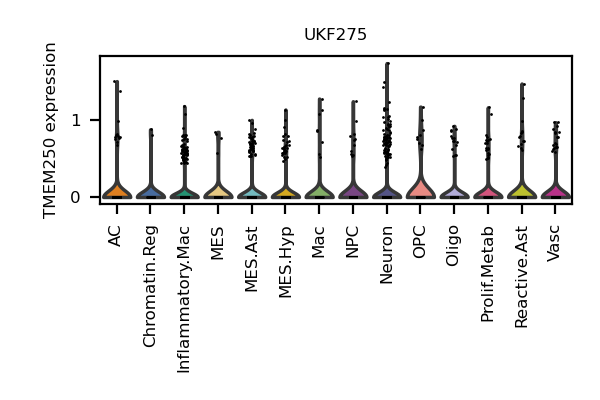 UKF275
TMEM250 expression
1
0
AC
Chromatin.Reg
Inflammatory.Mac
MES
MES.Ast
MES.Hyp
Mac
NPC
Neuron
OPC
Oligo
Prolif.Metab
Reactive.Ast
Vasc